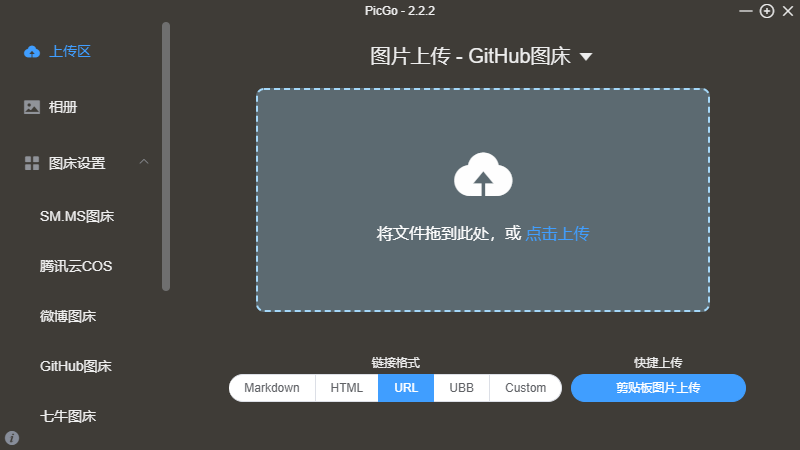 PicGo - 2.2.2
上传区
相册
图床设置
SM.MS图床
腾讯云COS
微博图床
GitHub图床
七牛图床
图片上传 - GitHub图床
将文件拖到此处，或 点击上传
链接格式
Markdown HTML URL UBB Custom
快捷上传
剪贴板图片上传